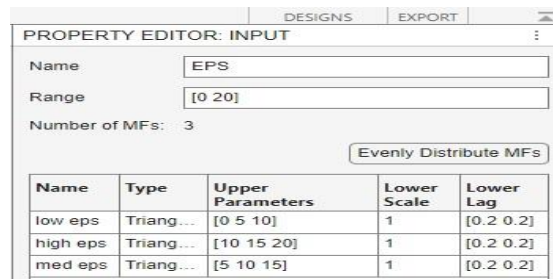 DESIGNS EXPORT
PROPERTY EDITOR: INPUT
Name EPS
Range [0 20]
Number of MFs: 3
Evenly Distribute MFs
Name Type Upper Parameters Lower Scale Lower Lag
low eps Triang... [0 5 10] 1 [0.2 0.2]
high eps Triang... [10 15 20] 1 [0.2 0.2]
med eps Triang... [5 10 15] 1 [0.2 0.2]